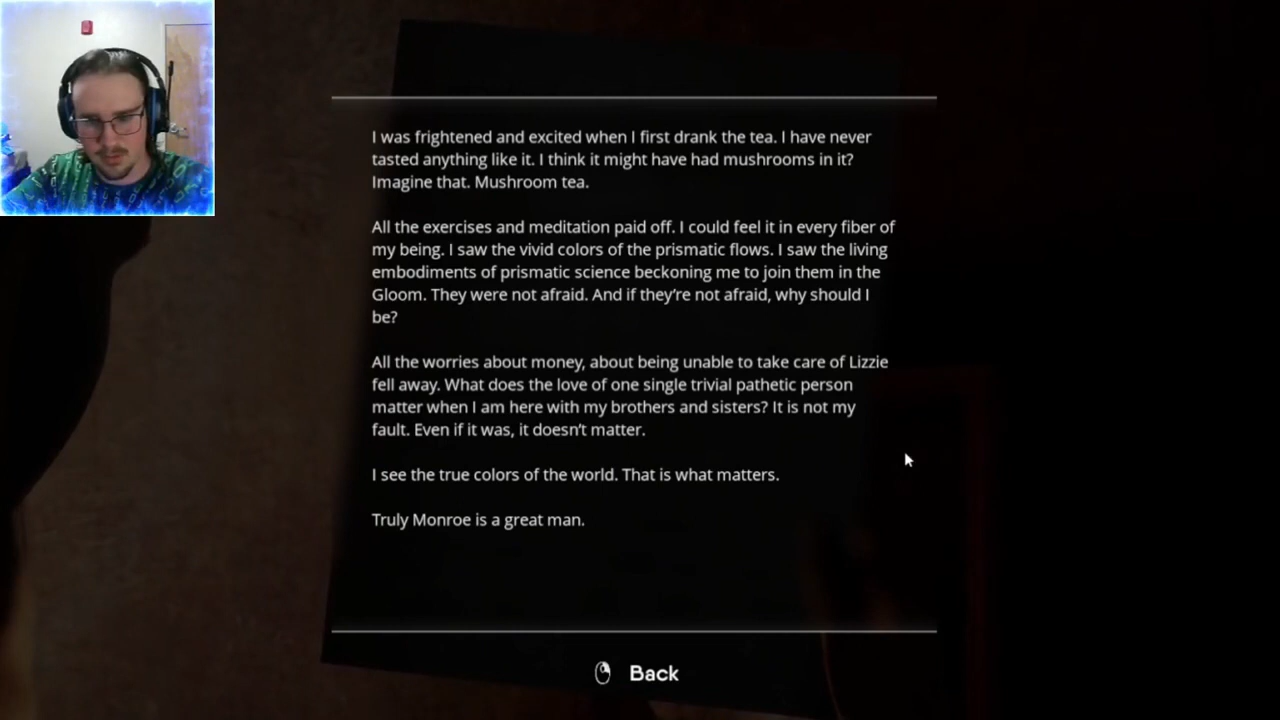 I was frightened and excited when I first drank the tea. I have never
tasted anything like it. I think it might have had mushrooms in it?
Imagine that. Mushroom tea.
All the exercises and meditation paid off. I could feel it in every fiber of
my being. I saw the vivid colors of the prismatic flows. I saw the living
embodiments of prismatic science beckoning me to join them in the
Gloom. They were not afraid. And if they’re not afraid, why should I
be?
All the worries about money, about being unable to take care of Lizzie
fell away. What does the love of one single trivial pathetic person
matter when I am here with my brothers and sisters? It is not my
fault. Even if it was, it doesn’t matter.
I see the true colors of the world. That is what matters.
Truly Monroe is a great man.
Back